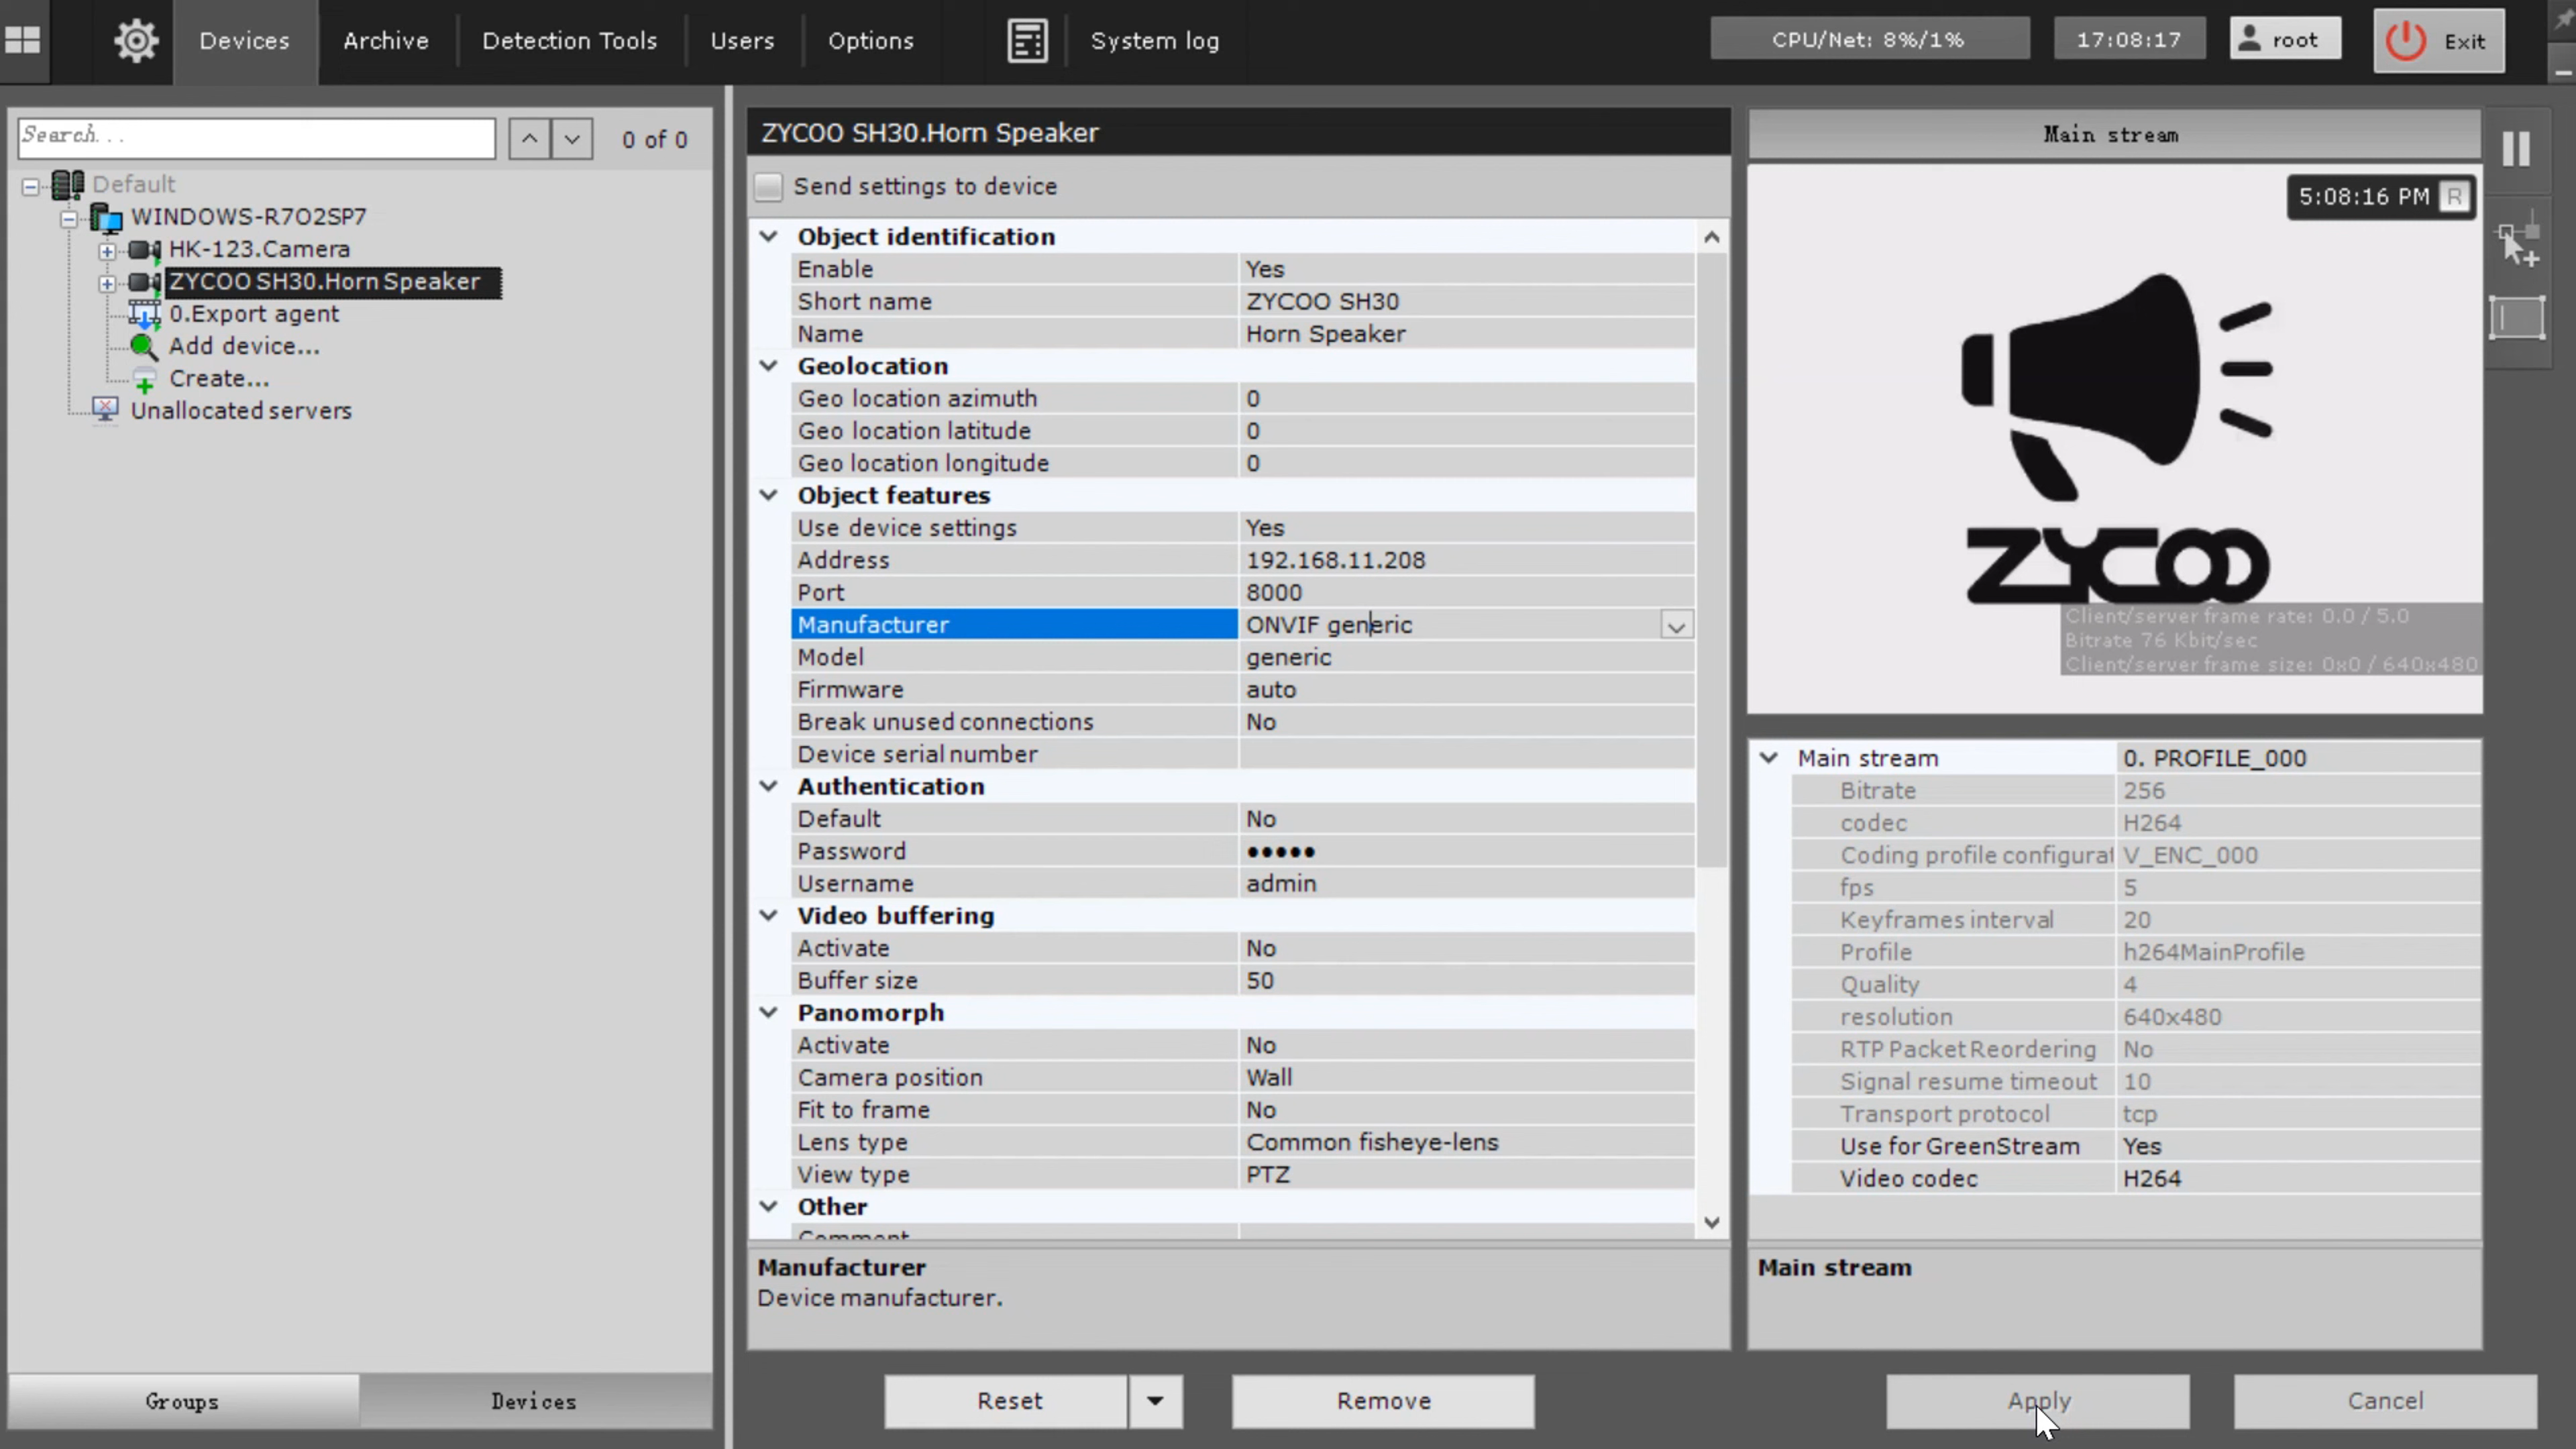 Devices
Archive
Detection Tools
Users
Options
System log
CPU/Net: 8%/1%
17:08:17
root
Exit
Search...
0 of 0
Default
WINDOWS-R7O2SP7
HK-123.Camera
ZYCOO SH30.Horn Speaker
0.Export agent
Add device...
Create...
Unallocated servers
Groups
Devices
ZYCOO SH30.Horn Speaker
Send settings to device
Object identification
Enable Yes
Short name ZYCOO SH30
Name Horn Speaker
Geolocation
Geo location azimuth 0
Geo location latitude 0
Geo location longitude 0
Object features
Use device settings Yes
Address 192.168.11.208
Port 8000
Manufacturer ONVIF generic
Model generic
Firmware auto
Break unused connections No
Device serial number
Authentication
Default No
Password •••••
Username admin
Video buffering
Activate No
Buffer size 50
Panomorph
Activate No
Camera position Wall
Fit to frame No
Lens type Common fisheye-lens
View type PTZ
Other
Comment
Manufacturer
Device manufacturer.
Reset
Remove
Main stream
5:08:16 PM R
ZYCOO
Client/server frame rate: 0.0 / 5.0
Bitrate 76 Kbit/sec
Client/server frame size: 0x0 / 640x480
Main stream 0. PROFILE_000
Bitrate 256
codec H264
Coding profile configurat V_ENC_000
fps 5
Keyframes interval 20
Profile h264MainProfile
Quality 4
resolution 640x480
RTP Packet Reordering No
Signal resume timeout 10
Transport protocol tcp
Use for GreenStream Yes
Video codec H264
Main stream
Apply
Cancel